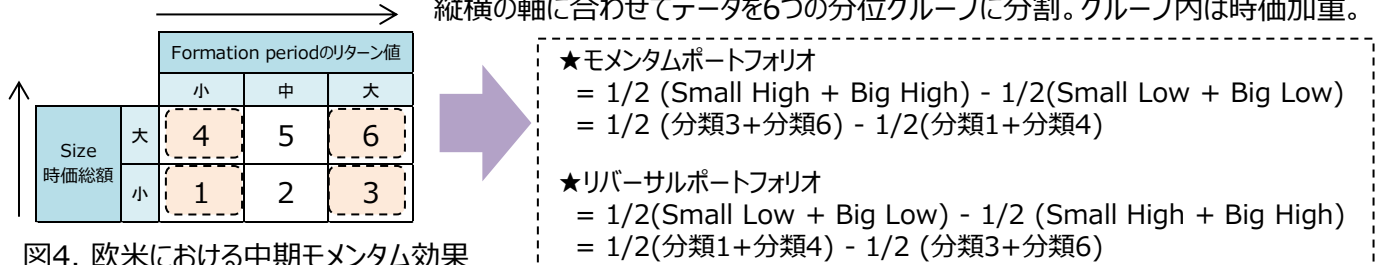 縦横の軸に合わせてデータを6つの分位グループに分割。グループ内は時価加重。
Formation periodのリターン値
小 中 大
Size
時価総額
大 4 5 6
小 1 2 3
★モメンタムポートフォリオ
= 1/2 (Small High + Big High) - 1/2(Small Low + Big Low)
= 1/2 (分類3+分類6) - 1/2(分類1+分類4)
★リバーサルポートフォリオ
= 1/2(Small Low + Big Low) - 1/2 (Small High + Big High)
= 1/2(分類1+分類4) - 1/2 (分類3+分類6)
図4. 欧米における中期モメンタム効果